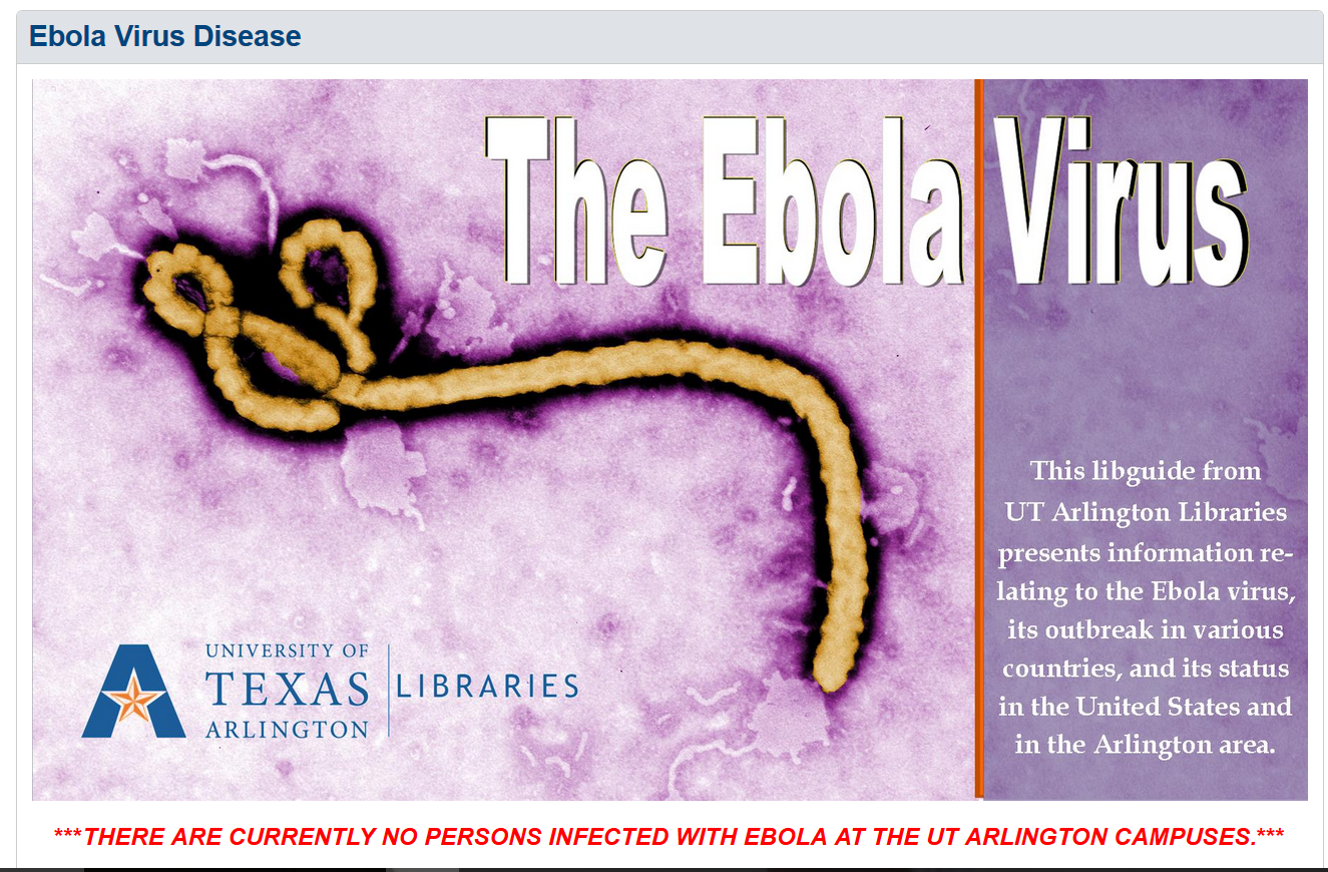 Ebola Virus Disease
The Ebola Virus
This libguide from
UT Arlington Libraries
presents information re-
lating to the Ebola virus,
its outbreak in various
countries, and its status
in the United States and
in the Arlington area.
UNIVERSITY OF
TEXAS
ARLINGTON
LIBRARIES
***THERE ARE CURRENTLY NO PERSONS INFECTED WITH EBOLA AT THE UT ARLINGTON CAMPUSES.***